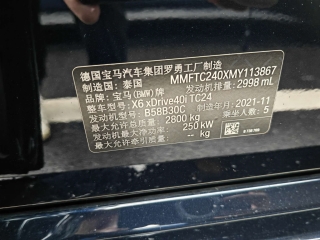 德国宝马汽车集团罗勇工厂制造
制造国：泰国 MMFTC240XMY113867
品牌：宝马(BMW)牌 发动机排量：2998 mL
整车型号：X6 xDrive40i TC24
发动机型号：B58B30C 制造年月：2021-11
最大允许总质量：2800 kg 乘坐人数：5
最大净功率：250 kW
最大允许牵引质量：-- kg